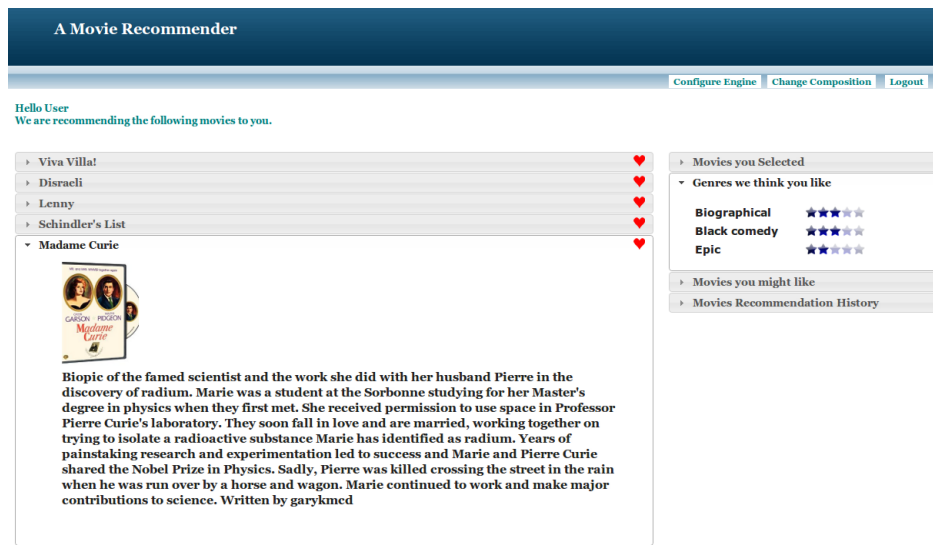 A Movie Recommender
Configure Engine Change Composition Logout
Hello User
We are recommending the following movies to you.
Viva Villa!
Disraeli
Lenny
Schindler's List
Madame Curie
GARSON PIDGEON
Madame
Curie
Biopic of the famed scientist and the work she did with her husband Pierre in the
discovery of radium. Marie was a student at the Sorbonne studying for her Master's
degree in physics when they first met. She received permission to use space in Professor
Pierre Curie's laboratory. They soon fall in love and are married, working together on
trying to isolate a radioactive substance Marie has identified as radium. Years of
painstaking research and experimentation led to success and Marie and Pierre Curie
shared the Nobel Prize in Physics. Sadly, Pierre was killed crossing the street in the rain
when he was run over by a horse and wagon. Marie continued to work and make major
contributions to science. Written by garykmcd
Movies you Selected
Genres we think you like
Biographical
Black comedy
Epic
Movies you might like
Movies Recommendation History